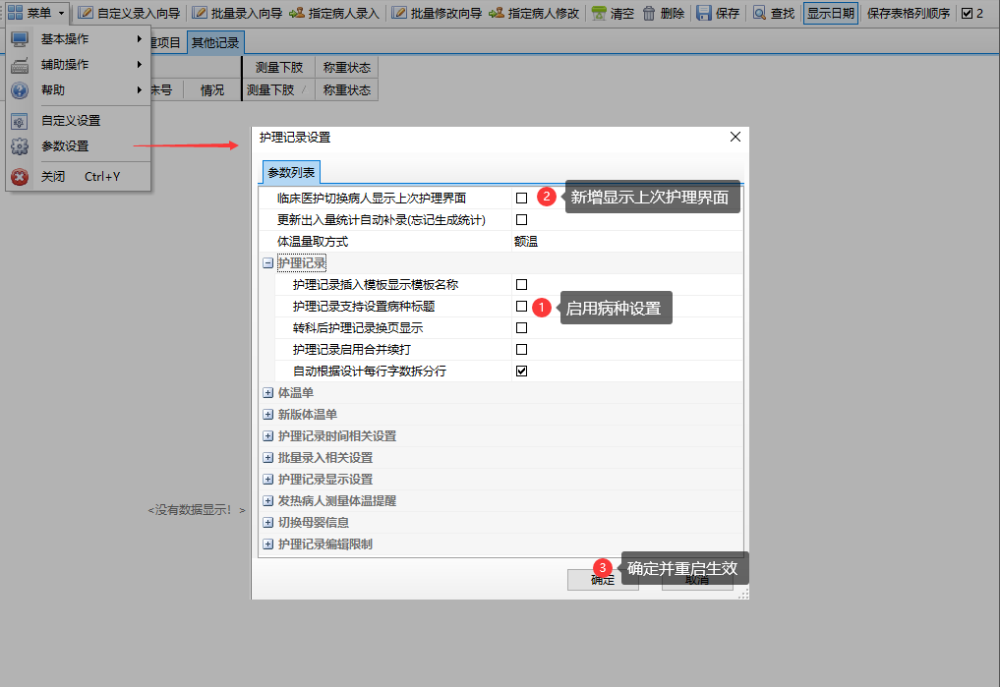 菜单 自定义录入向导 批量录入向导 指定病人录入 批量修改向导 指定病人修改 清空 删除 保存 查找 显示日期 保存表格列顺序 2
基本操作
重项目 其他记录
辅助操作
测量下肢 称重状态
帮助
床号 情况 测量下肢 / 称重状态
自定义设置
参数设置
关闭 Ctrl+Y
护理记录设置
参数列表
临床医护切换病人显示上次护理界面 2 新增显示上次护理界面
更新出入量统计自动补录(忘记生成统计)
体温量取方式 额温
护理记录
护理记录插入模板显示模板名称
护理记录支持设置病种标题 1 启用病种设置
转科后护理记录换页显示
护理记录启用合并续打
自动根据设计每行字数拆分行
体温单
新版体温单
护理记录时间相关设置
批量录入相关设置
护理记录显示设置
发热病人测量体温提醒
切换母婴信息
护理记录编辑限制
<没有数据显示! >
3 确定并重启生效
确定 取消